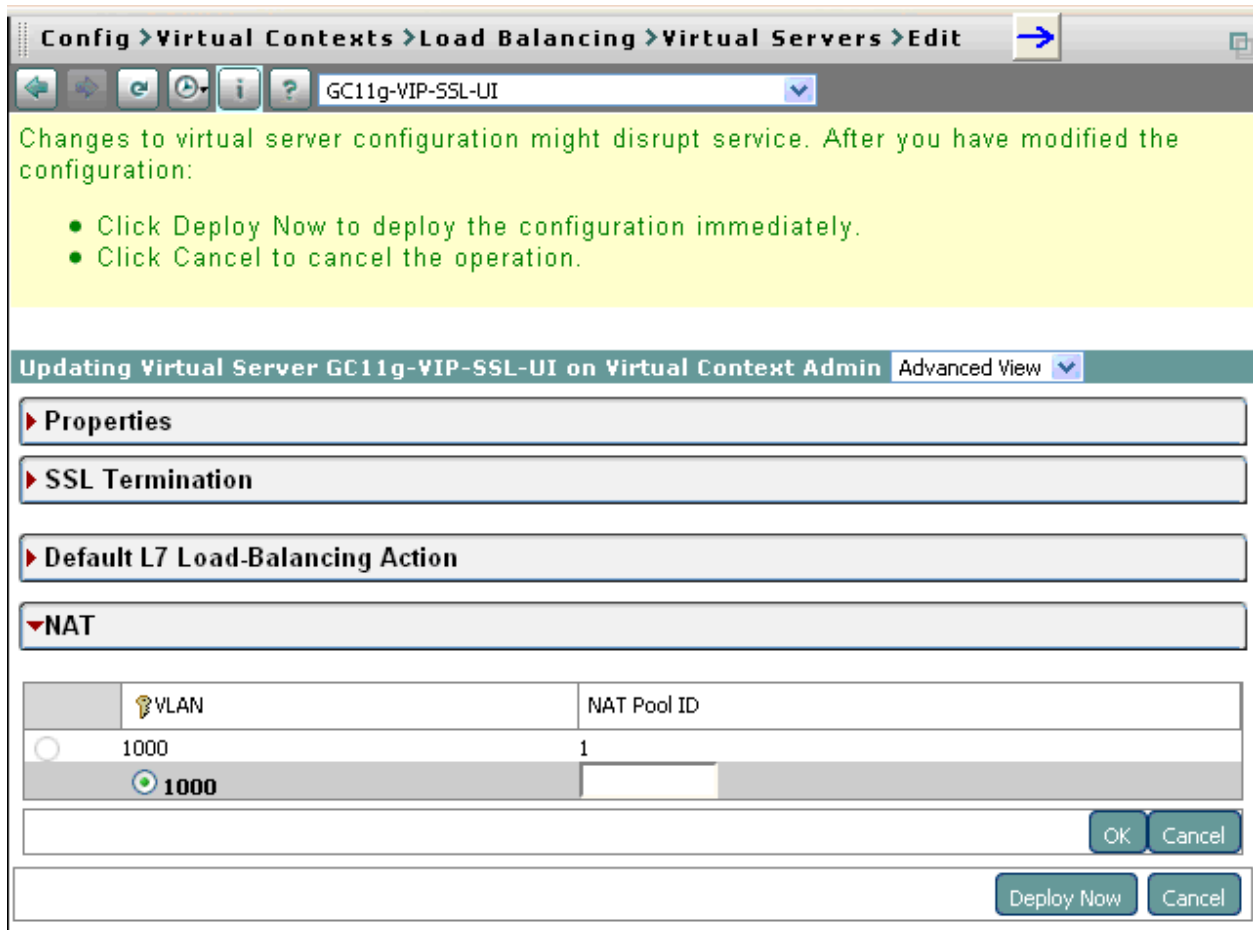 Config >Virtual Contexts >Load Balancing >Virtual Servers >Edit
GC11g-VIP-SSL-UI
Changes to virtual server configuration might disrupt service. After you have modified the
configuration:
• Click Deploy Now to deploy the configuration immediately.
• Click Cancel to cancel the operation.
Updating Virtual Server GC11g-VIP-SSL-UI on Virtual Context Admin Advanced View
Properties
SSL Termination
Default L7 Load-Balancing Action
NAT
VLAN NAT Pool ID
1000 1
1000
OK Cancel
Deploy Now Cancel